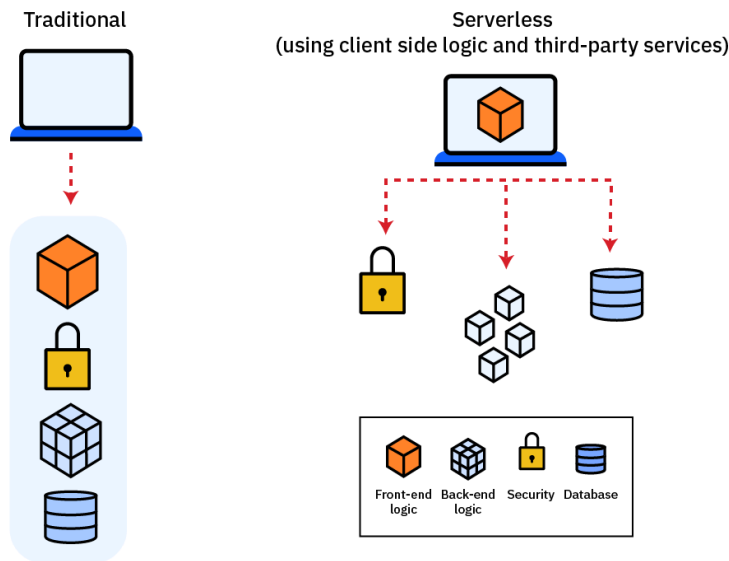 Traditional
Serverless
(using client side logic and third-party services)
Front-end
logic
Back-end
logic
Security
Database